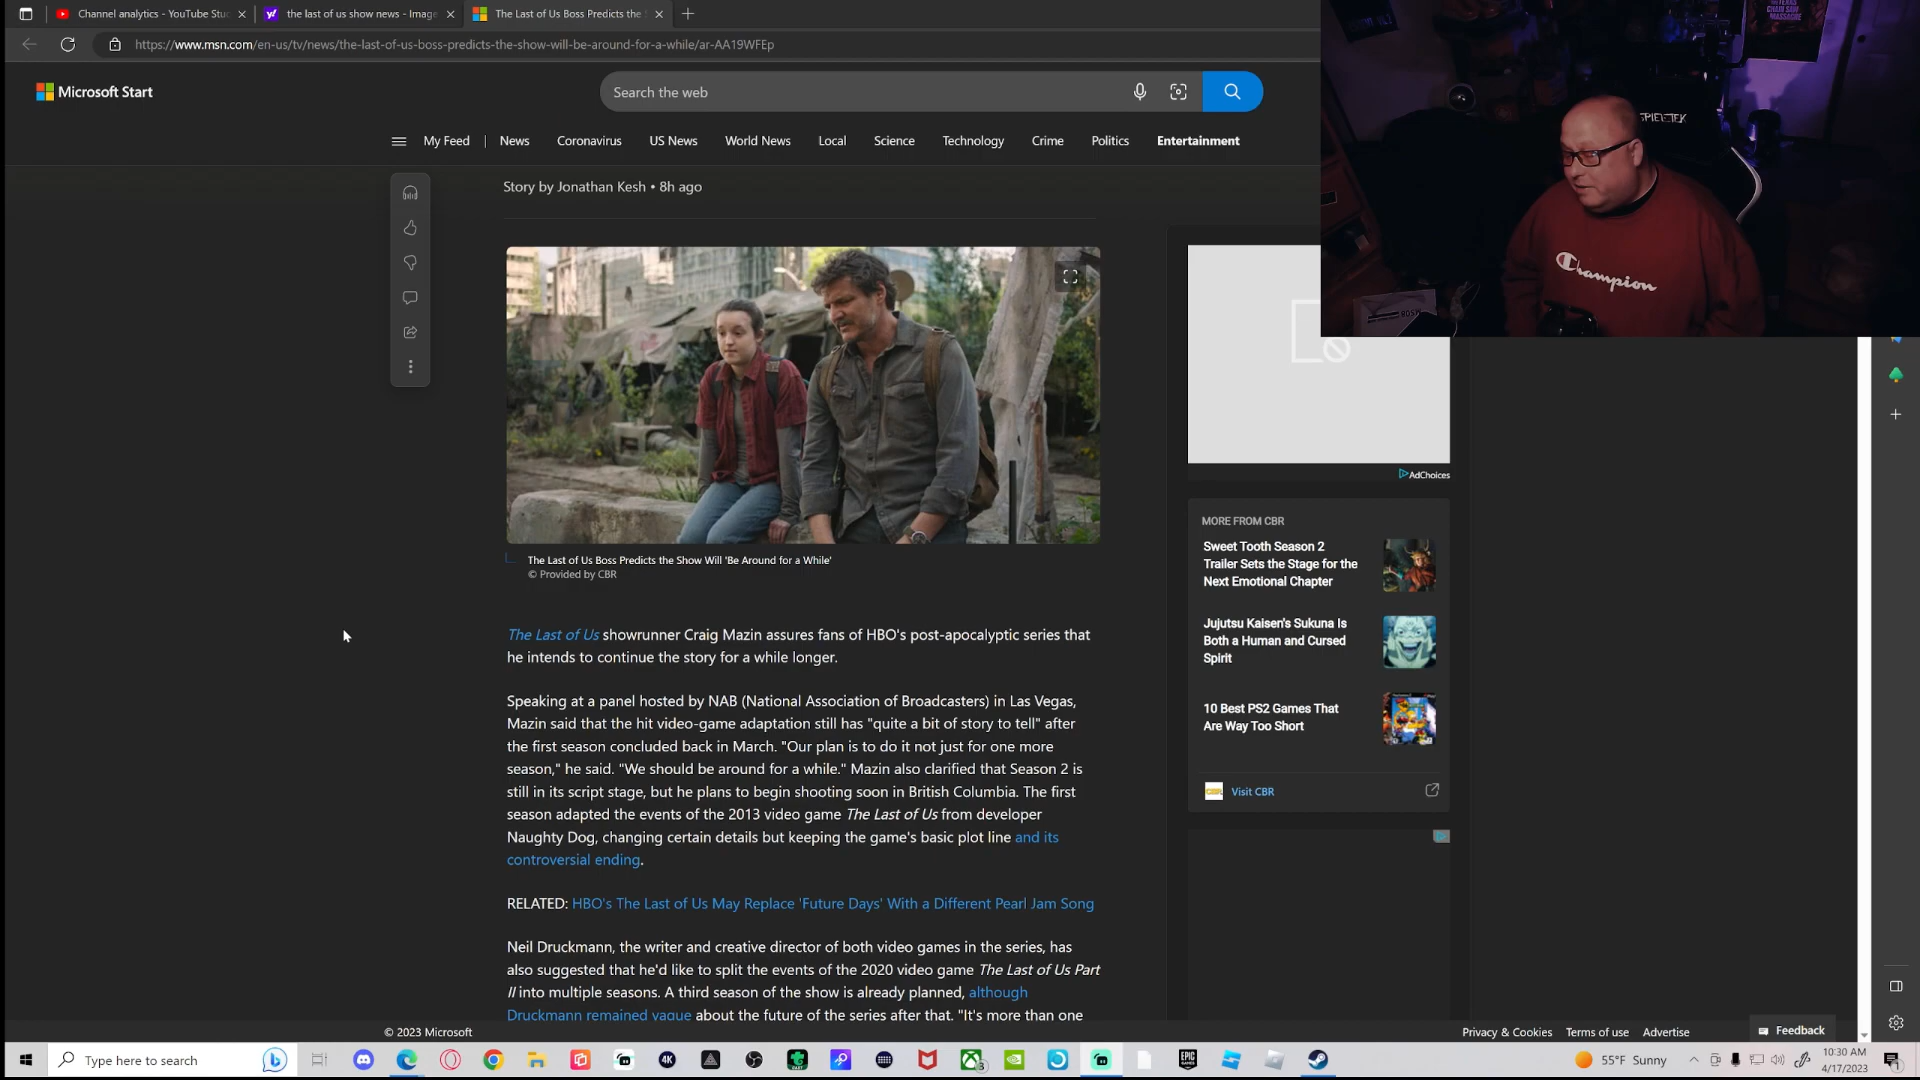 Channel analytics - YouTube Stu
the last of us show news - Image
The Last of Us Boss Predicts the
https://www.msn.com/en-us/tv/news/the-last-of-us-boss-predicts-the-show-will-be-around-for-a-while/ar-AA19WFEp
Microsoft Start
Search the web
My Feed | News Coronavirus US News World News Local Science Technology Crime Politics Entertainment
Story by Jonathan Kesh • 8h ago
Champion
The Last of Us Boss Predicts the Show Will 'Be Around for a While'
© Provided by CBR
The Last of Us showrunner Craig Mazin assures fans of HBO's post-apocalyptic series that
he intends to continue the story for a while longer.
Speaking at a panel hosted by NAB (National Association of Broadcasters) in Las Vegas,
Mazin said that the hit video-game adaptation still has "quite a bit of story to tell" after
the first season concluded back in March. "Our plan is to do it not just for one more
season," he said. "We should be around for a while." Mazin also clarified that Season 2 is
still in its script stage, but he plans to begin shooting soon in British Columbia. The first
season adapted the events of the 2013 video game The Last of Us from developer
Naughty Dog, changing certain details but keeping the game's basic plot line and its
controversial ending.
RELATED: HBO's The Last of Us May Replace 'Future Days' With a Different Pearl Jam Song
Neil Druckmann, the writer and creative director of both video games in the series, has
also suggested that he'd like to split the events of the 2020 video game The Last of Us Part
II into multiple seasons. A third season of the show is already planned, although
Druckmann remained vague about the future of the series after that. "It's more than one
AdChoices
MORE FROM CBR
Sweet Tooth Season 2
Trailer Sets the Stage for the
Next Emotional Chapter
Jujutsu Kaisen's Sukuna Is
Both a Human and Cursed
Spirit
10 Best PS2 Games That
Are Way Too Short
Visit CBR
© 2023 Microsoft
Privacy & Cookies Terms of use Advertise
Feedback
Type here to search
4K
EPIC
GAMES
55°F Sunny
10:30 AM
4/17/2023